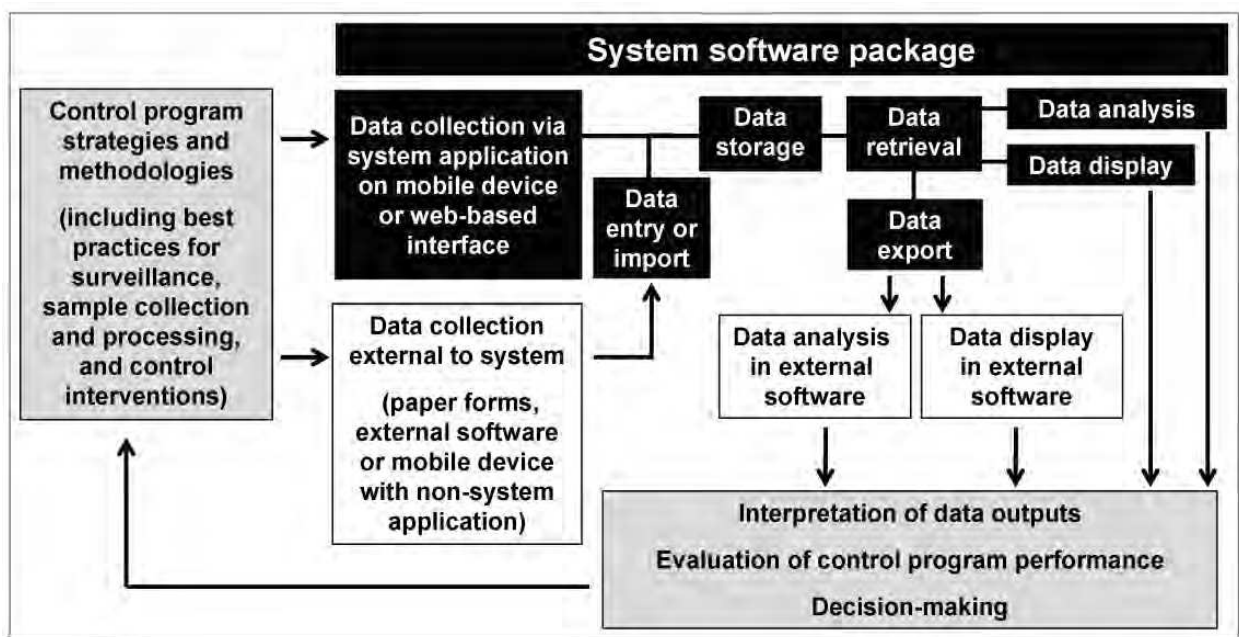 System software package
Control program
strategies and
methodologies
(including best
practices for
surveillance,
sample collection
and processing,
and control
interventions)
Data collection via
system application
on mobile device
or web-based
interface
Data
entry or
import
Data
storage
Data
retrieval
Data analysis
Data display
Data
export
Data collection
external to system
(paper forms,
external software
or mobile device
with non-system
application)
Data analysis
in external
software
Data display
in external
software
Interpretation of data outputs
Evaluation of control program performance
Decision-making